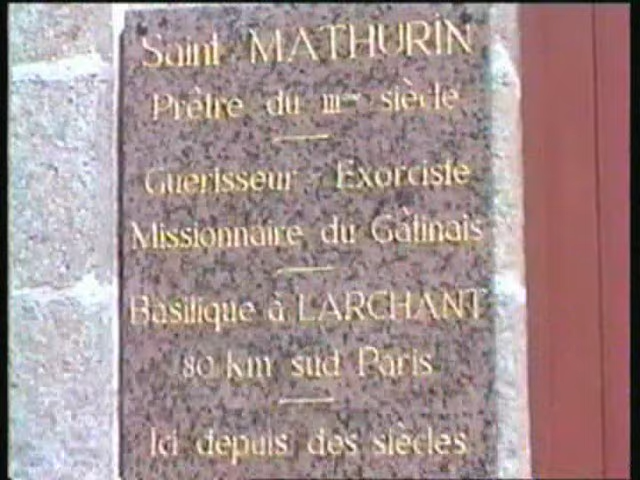 Saint MATHURIN
Prêtre du IIIme siècle
Guerisseur - Exorciste
Missionnaire du Gâtinais
Basilique à LARCHANT
80 km sud Paris
Ici depuis des siècles